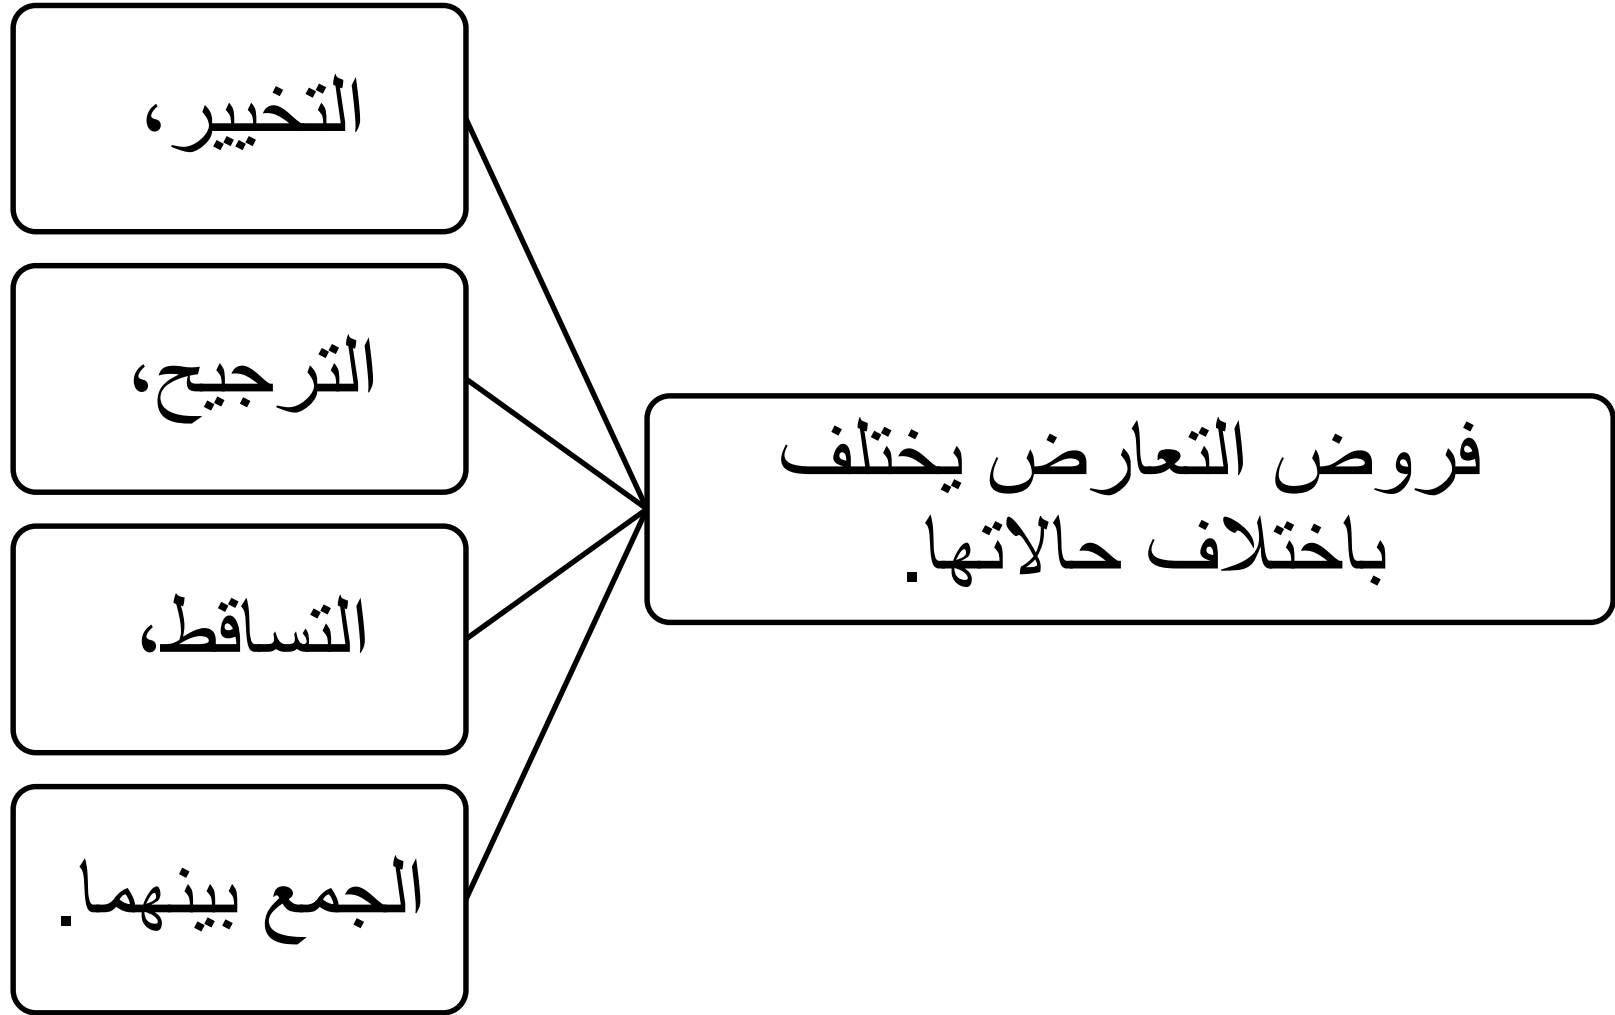 فروض التعارض يختلف
باختلاف حالاتها.
التخيير،
الترجيح،
التساقط،
الجمع بينهما.